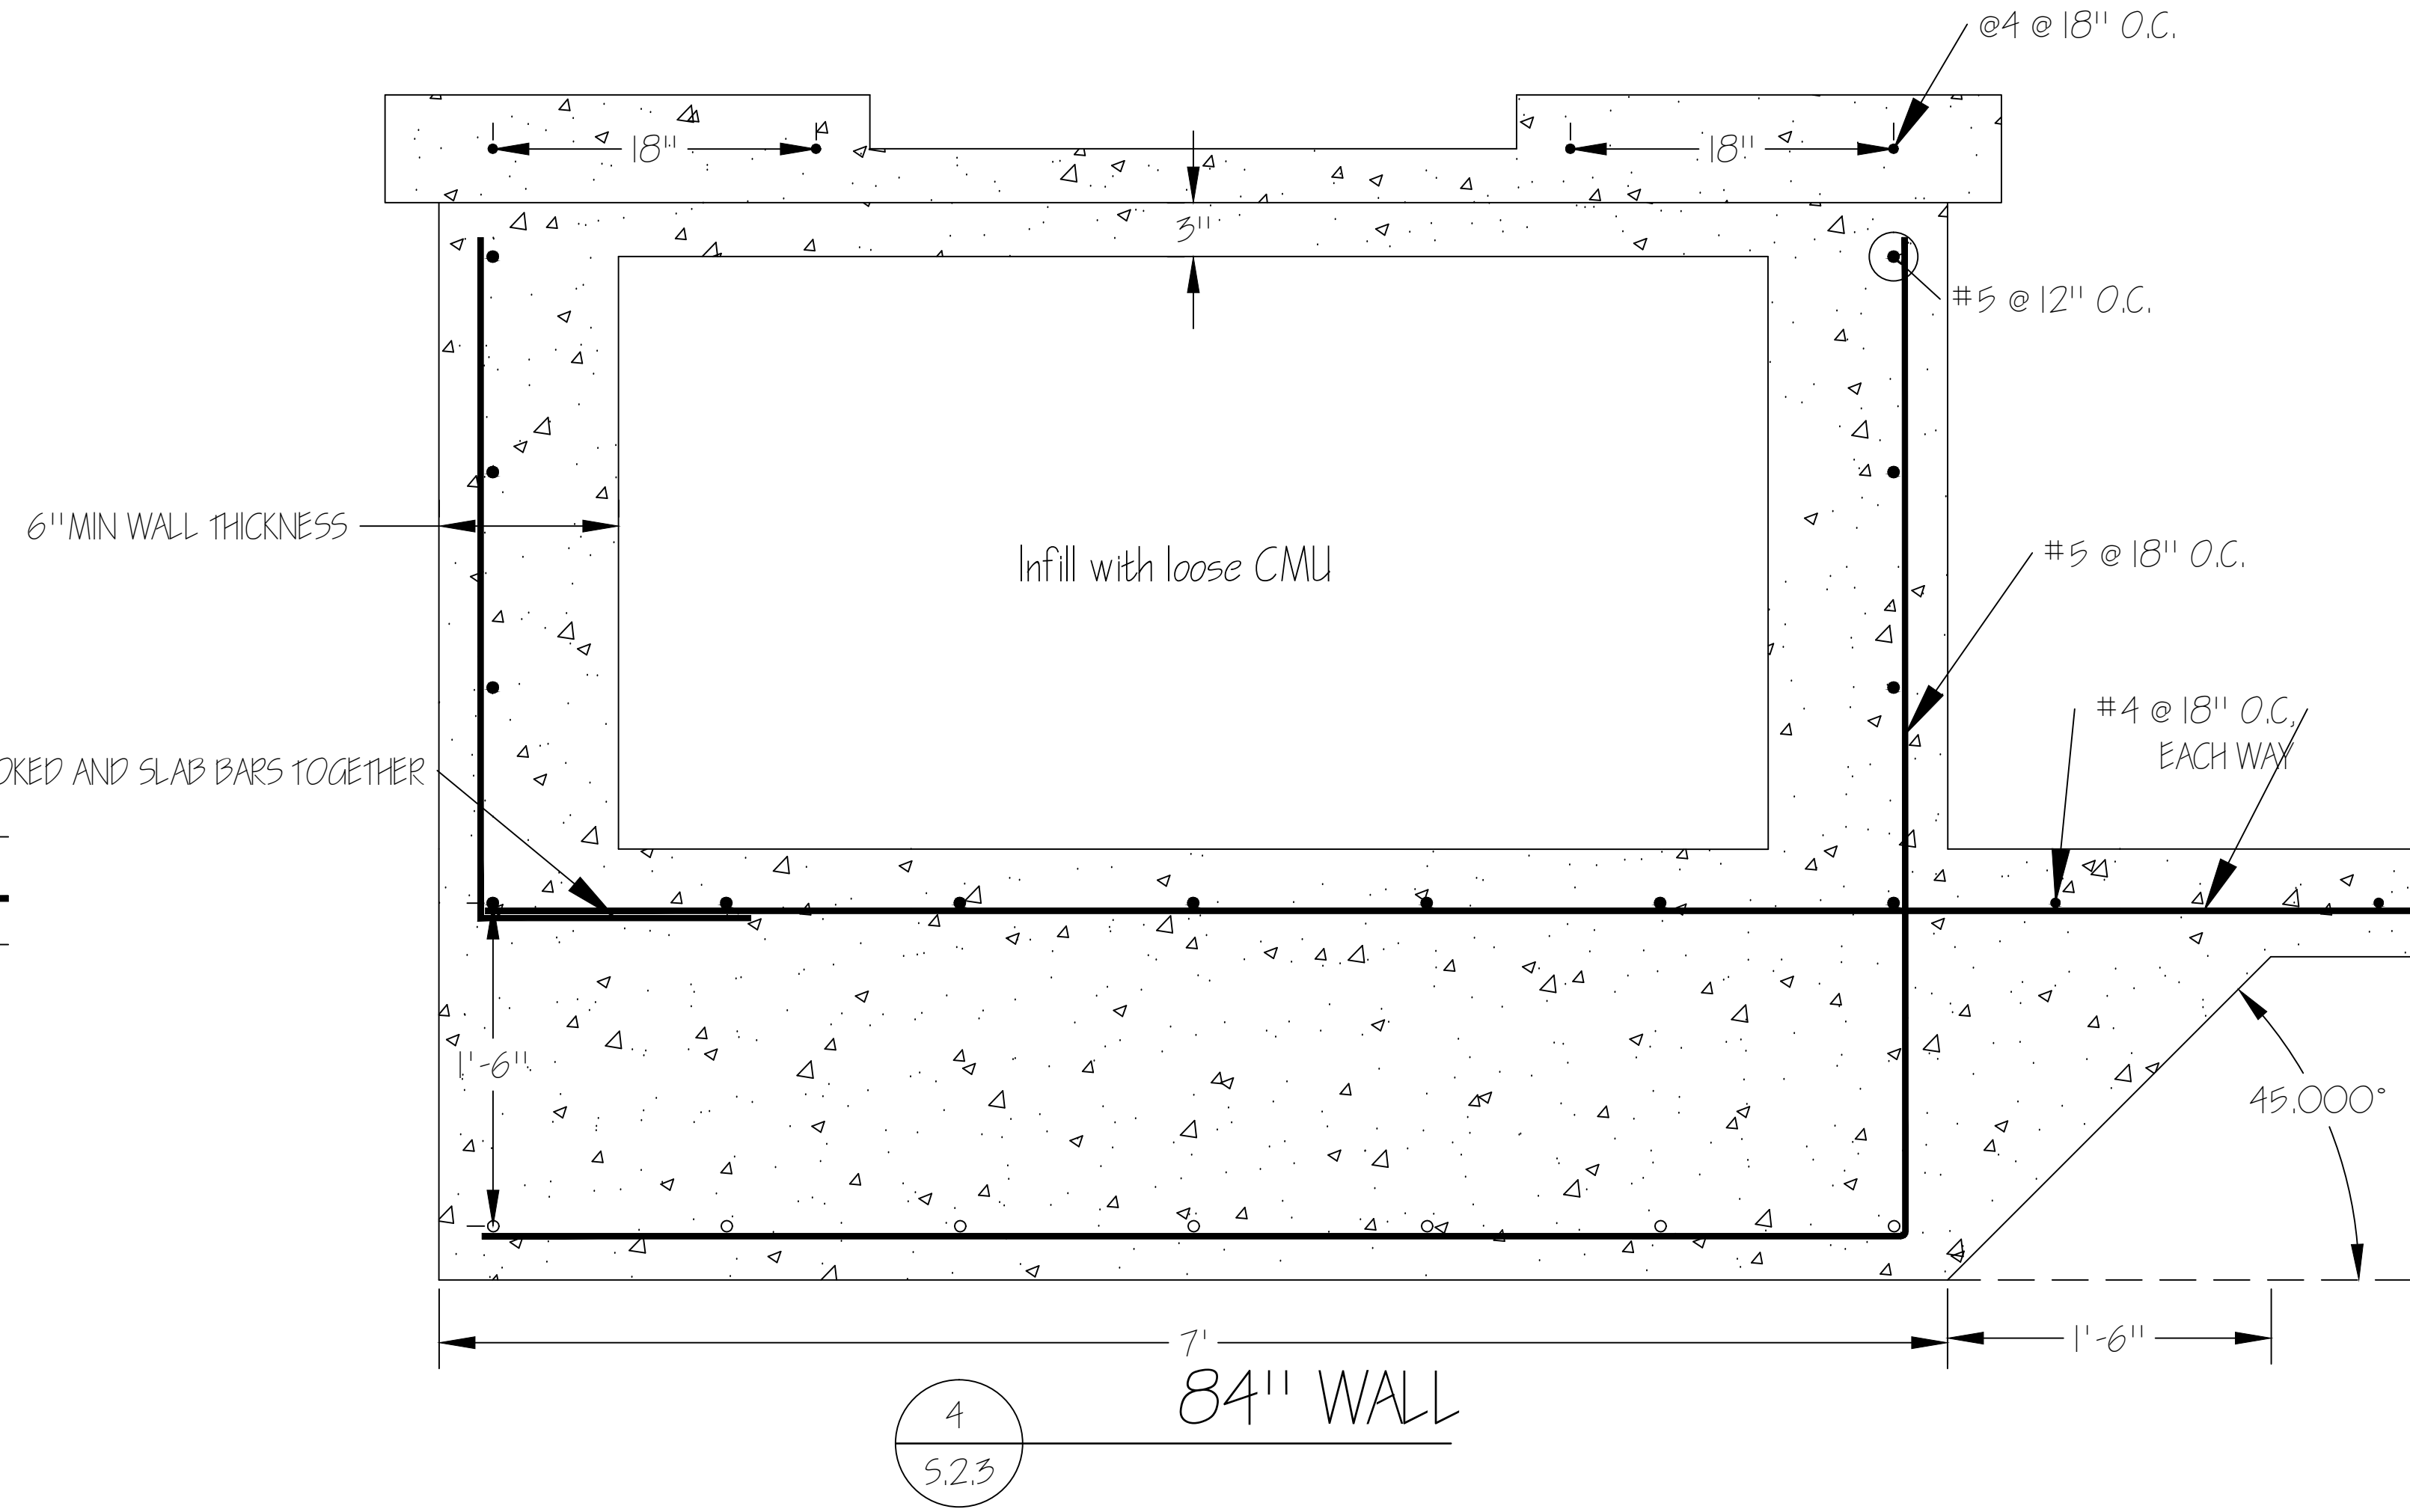 @4 @ 18" O.C.
18"
18"
3"
#5 @ 12" O.C.
6" MIN WALL THICKNESS
Infill with loose CMU
#5 @ 18" O.C.
#4 @ 18" O.C,
EACH WAY
AND SLAB BARS TOGETHER
1'-6"
45.000°
7'
1'-6"
84" WALL
4
S.2.3